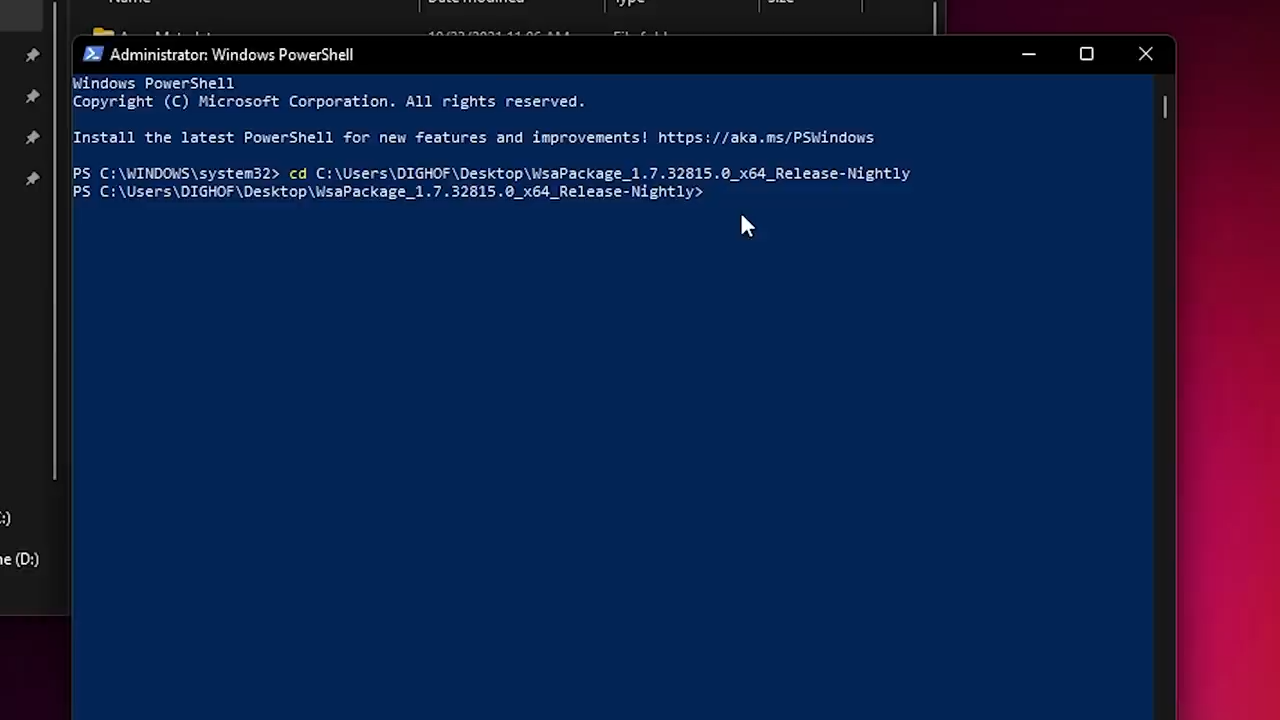 Administrator: Windows PowerShell
Windows PowerShell
Copyright (C) Microsoft Corporation. All rights reserved.
Install the latest PowerShell for new features and improvements! https://aka.ms/PSWindows
PS C:\WINDOWS\system32> cd C:\Users\DIGHOF\Desktop\WsaPackage_1.7.32815.0_x64_Release-Nightly
PS C:\Users\DIGHOF\Desktop\WsaPackage_1.7.32815.0_x64_Release-Nightly>
(D:)